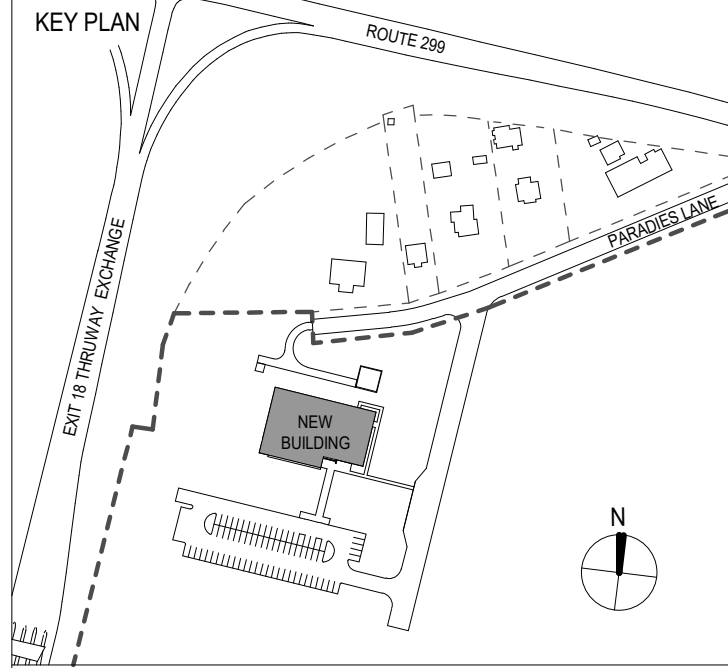 KEY PLAN
ROUTE 299
PARADIES LANE
EXIT 18 THRUWAY EXCHANGE
NEW
BUILDING
N